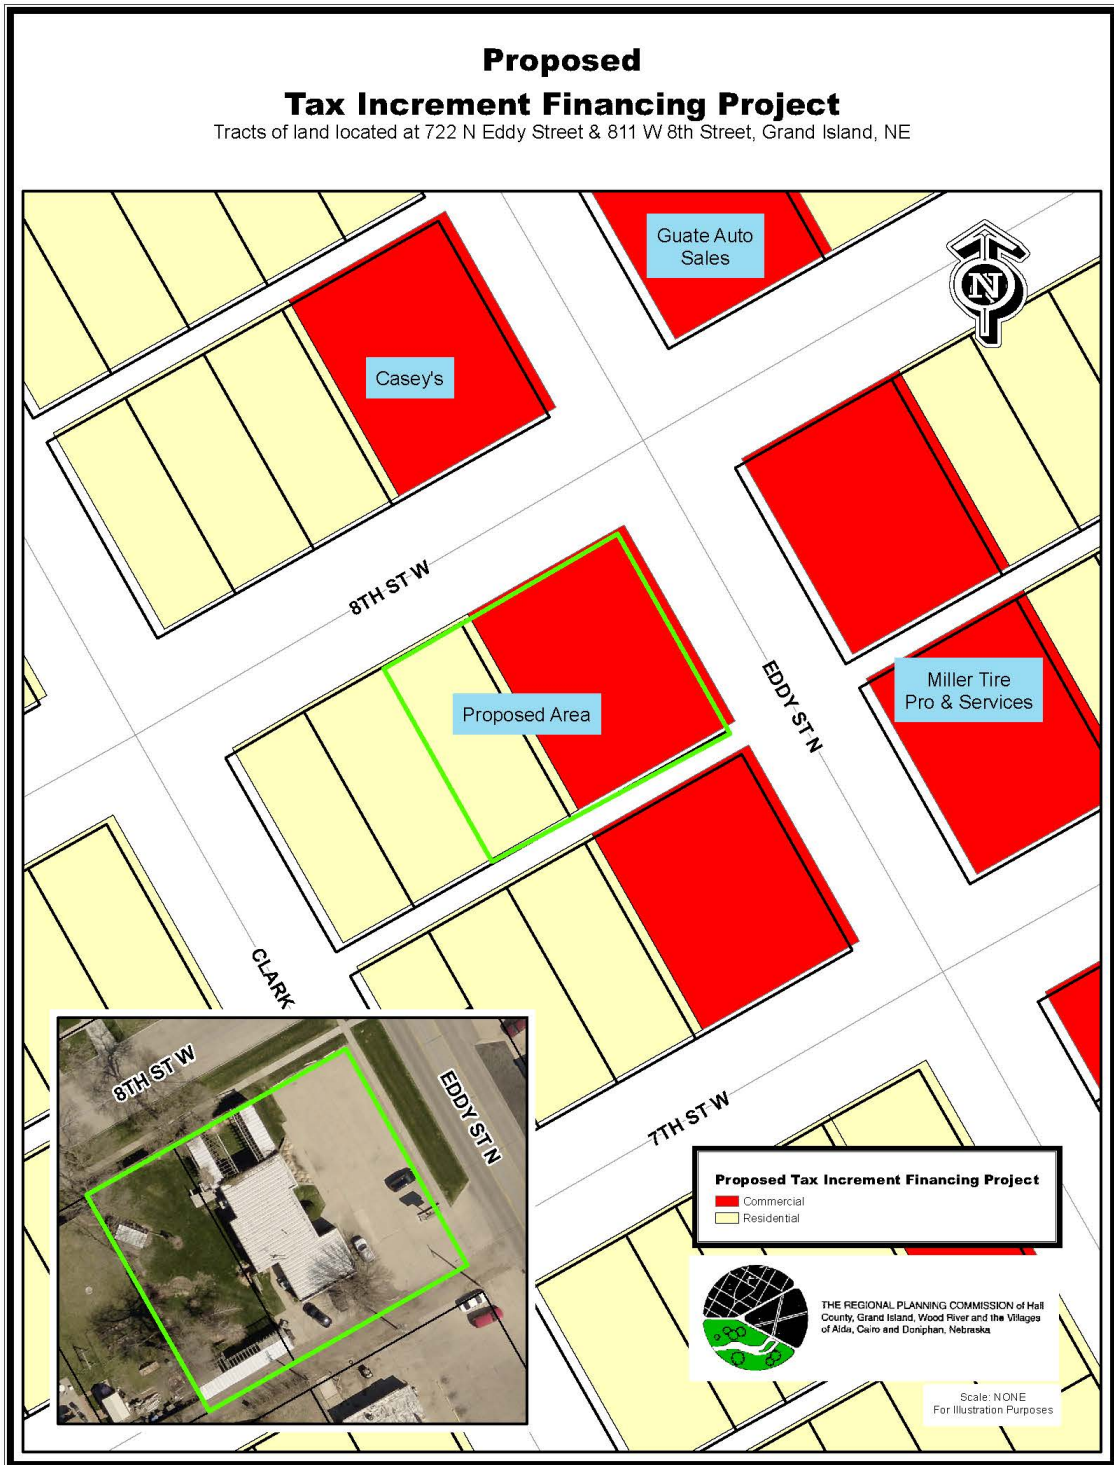 Proposed
Tax Increment Financing Project
Tracts of land located at 722 N Eddy Street & 811 W 8th Street, Grand Island, NE
Guate Auto
Sales
N
Casey's
8TH ST W
EDDY ST N
Miller Tire
Pro & Services
Proposed Area
CLARK
8TH ST W
EDDY ST N
7TH ST W
Proposed Tax Increment Financing Project
Commercial
Residential
THE REGIONAL PLANNING COMMISSION of Hall
County, Grand Island, Wood River and the Villages
of Alda, Cairo and Doniphan, Nebraska
Scale: NONE
For Illustration Purposes